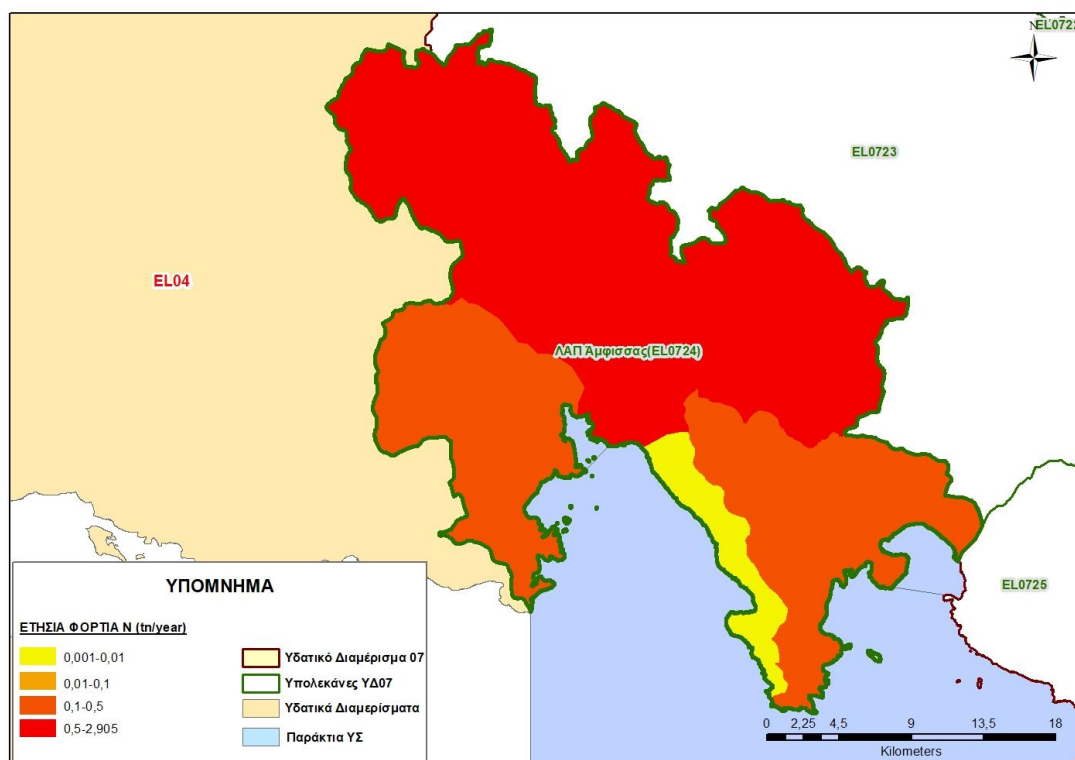 EL0722
N
EL0723
EL04
ΛΑΠ Άμφισσας(EL0724)
EL0725
ΥΠΟΜΝΗΜΑ
ΕΤΗΣΙΑ ΦΟΡΤΙΑ Ν (tn/year)
0,001-0,01
0,01-0,1
0,1-0,5
0,5-2,905
Υδατικό Διαμέρισμα 07
Υπολεκάνες ΥΔ07
Υδατικά Διαμερίσματα
Παράκτια ΥΣ
0 2,25 4,5 9 13,5 18
Kilometers